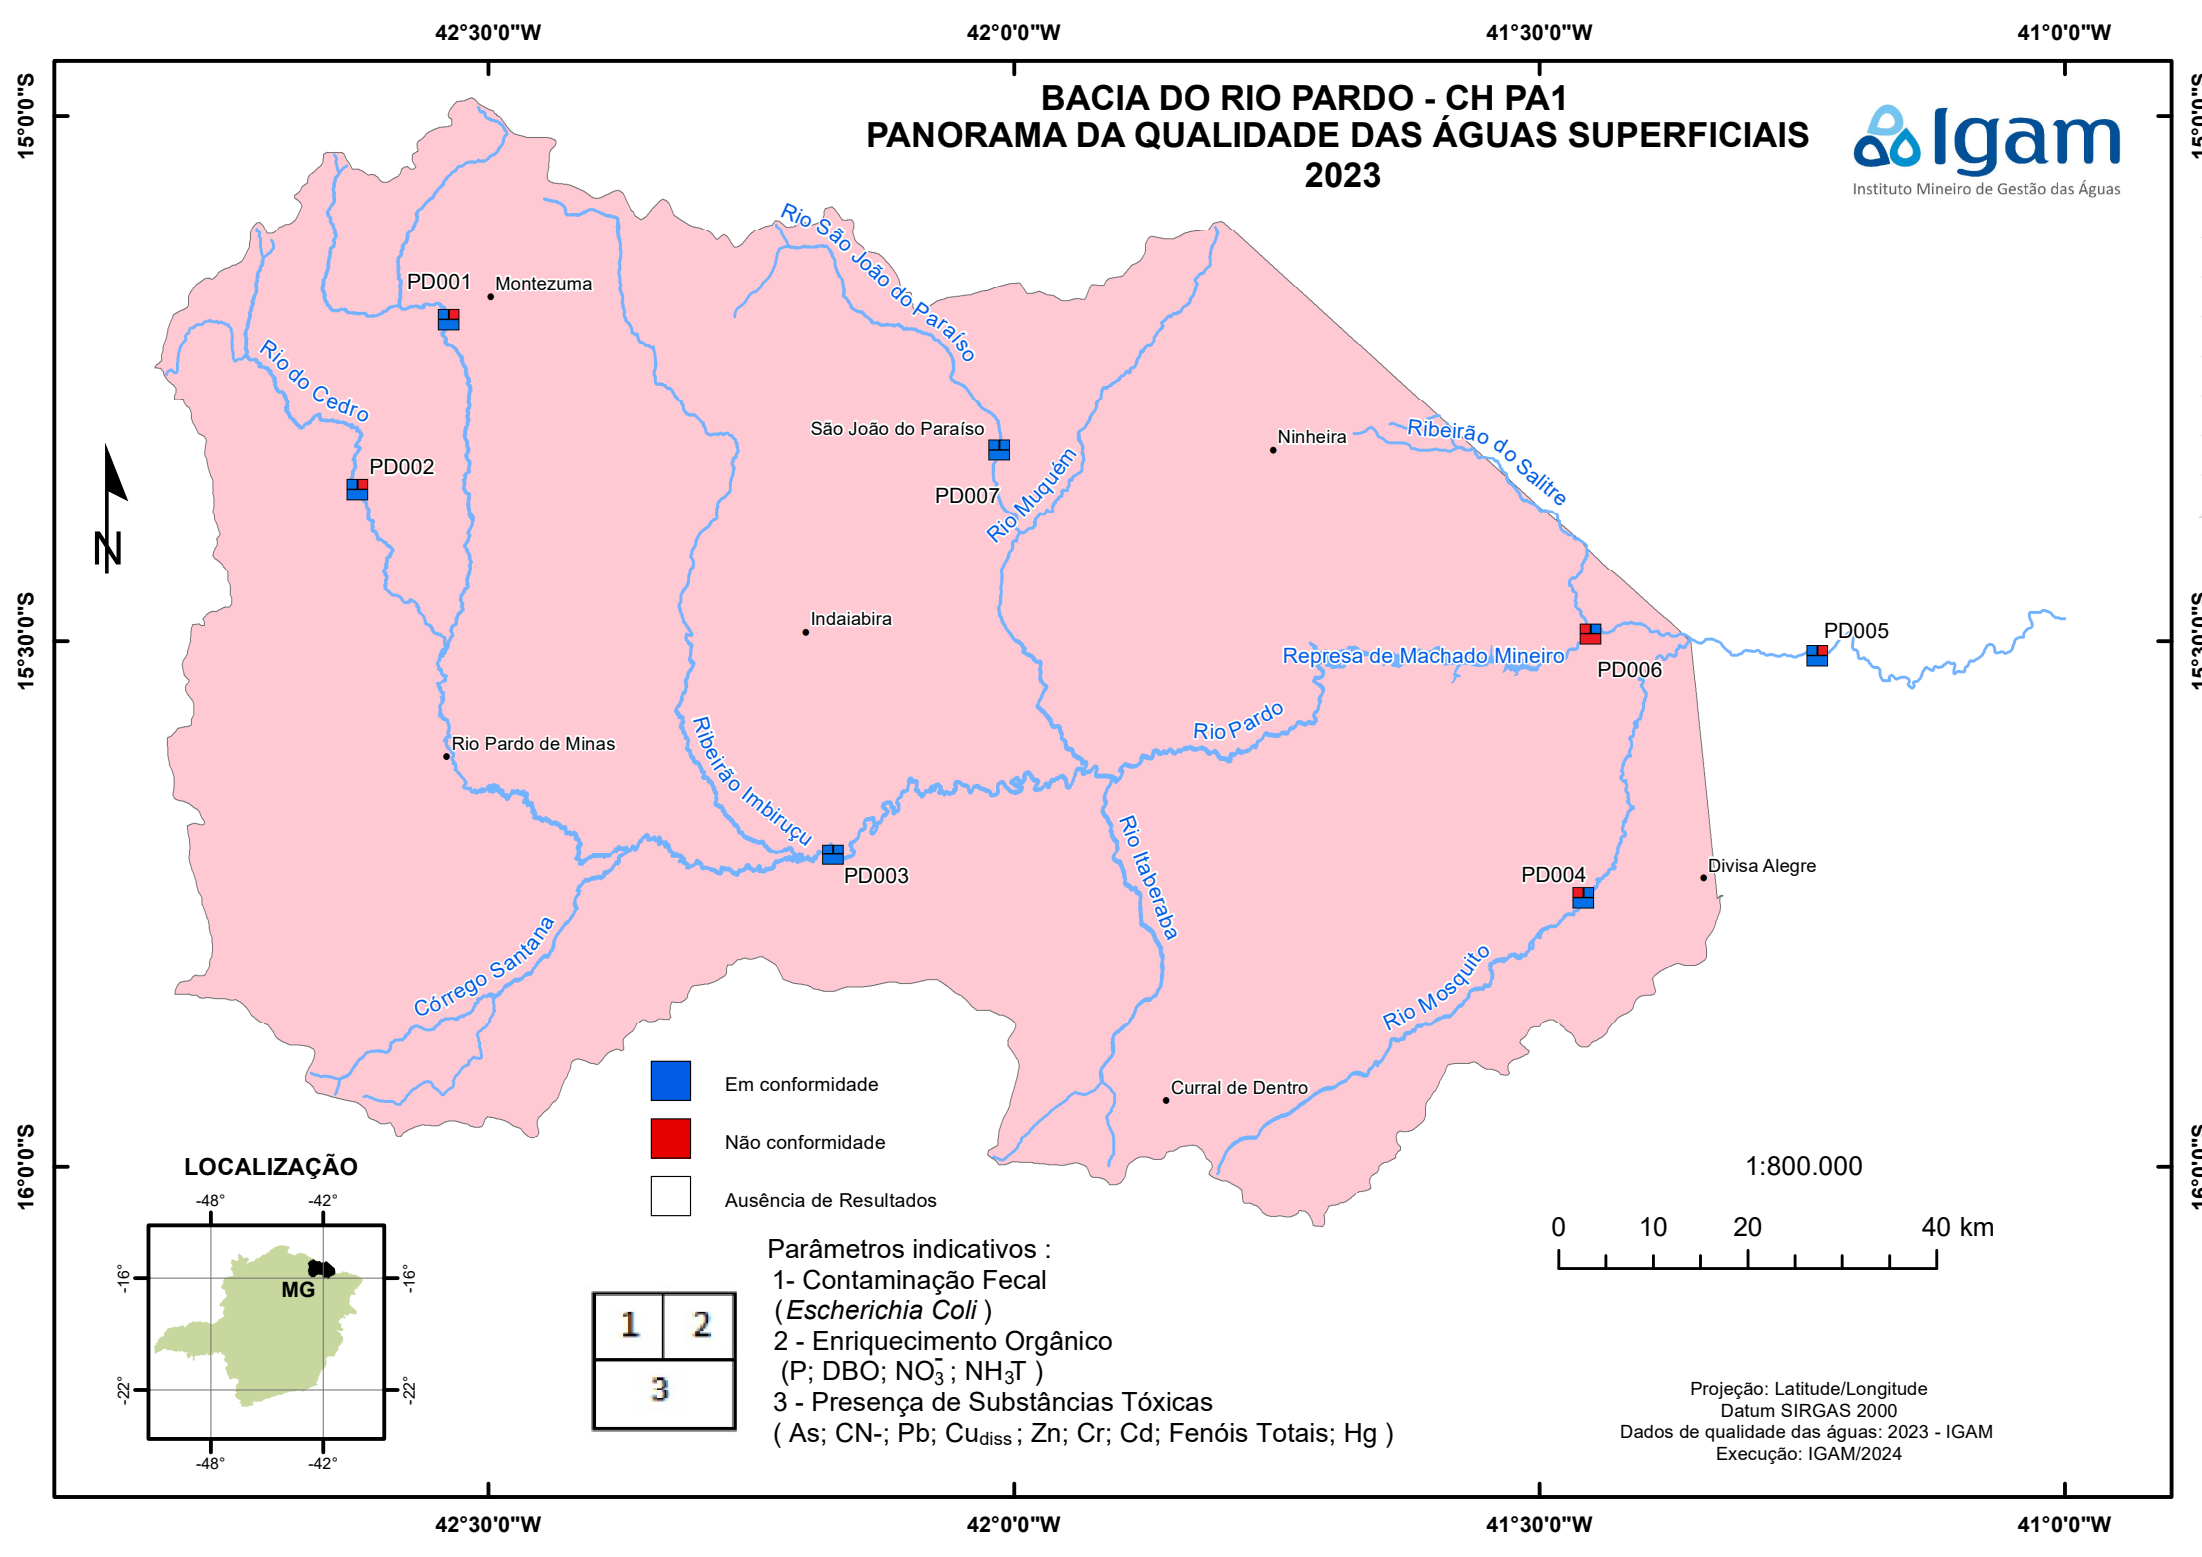 42°30'0"W
42°0'0"W
41°30'0"W
41°0'0"W
15°0'0"S
15°0'0"S
BACIA DO RIO PARDO - CH PA1
PANORAMA DA QUALIDADE DAS ÁGUAS SUPERFICIAIS
2023
Igam
Instituto Mineiro de Gestão das Águas
Rio São João do Paraíso
PD001
Montezuma
Rio do Cedro
São João do Paraíso
Ninheira
Ribeirão do Salitre
PD002
PD007
Rio Muquém
N
15°30'0"S
15°30'0"S
Indaiabira
Represa de Machado Mineiro
PD005
PD006
Rio Pardo
Rio Pardo de Minas
Ribeirão Imbiruçu
Rio Itaberaba
PD003
PD004
Divisa Alegre
Córrego Santana
Rio Mosquito
Curral de Dentro
Em conformidade
Não conformidade
Ausência de Resultados
16°0'0"S
16°0'0"S
LOCALIZAÇÃO
-48°
-42°
-16°
-16°
MG
-22°
-22°
-48°
-42°
1:800.000
0 10 20 40 km
1 2
3
Parâmetros indicativos :
1- Contaminação Fecal
(Escherichia Coli )
2 - Enriquecimento Orgânico
(P; DBO; NO₃⁻ ; NH₃T )
3 - Presença de Substâncias Tóxicas
( As; CN-; Pb; Cudiss ; Zn; Cr; Cd; Fenóis Totais; Hg )
Projeção: Latitude/Longitude
Datum SIRGAS 2000
Dados de qualidade das águas: 2023 - IGAM
Execução: IGAM/2024
42°30'0"W
42°0'0"W
41°30'0"W
41°0'0"W